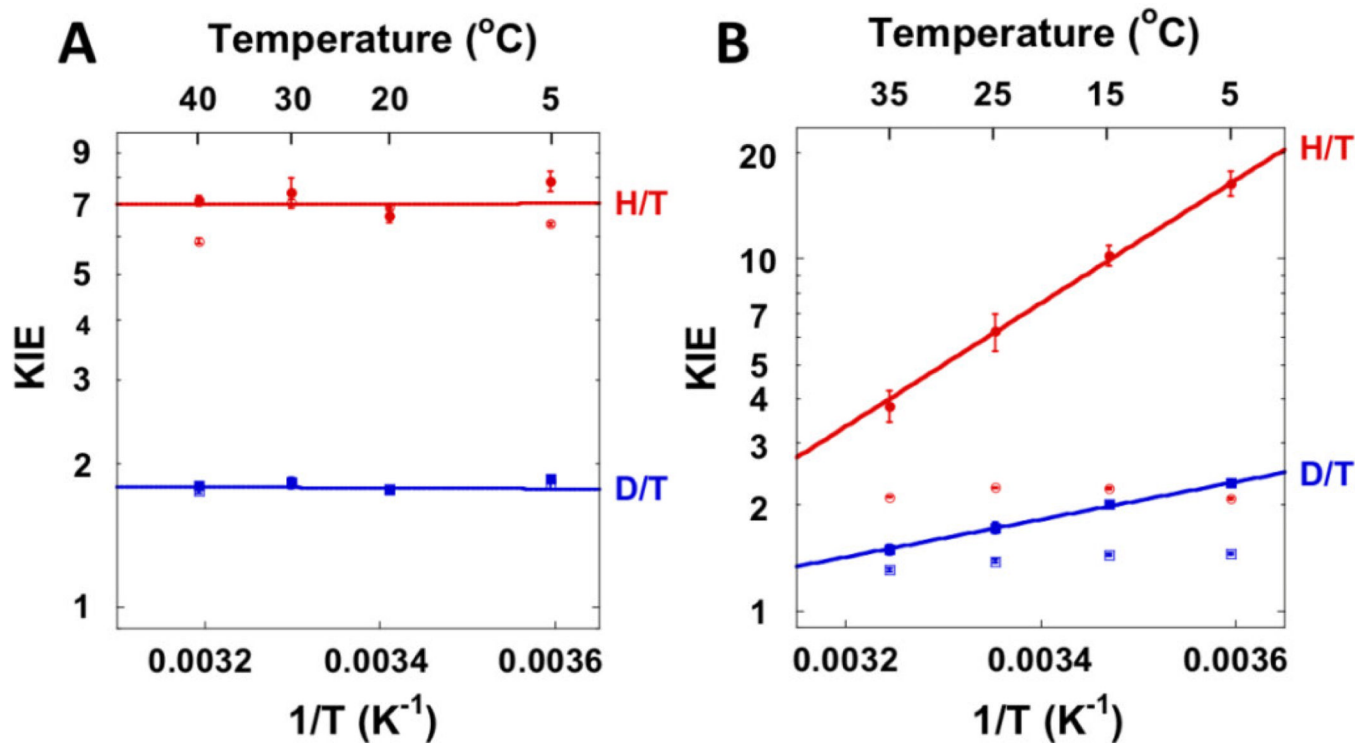 A
Temperature (°C)
40 30 20 5
9
7
5
4
3
2
1
KIE
H/T
D/T
0.0032 0.0034 0.0036
1/T (K⁻¹)
B
Temperature (°C)
35 25 15 5
20
10
7
5
4
3
2
1
KIE
H/T
D/T
0.0032 0.0034 0.0036
1/T (K⁻¹)